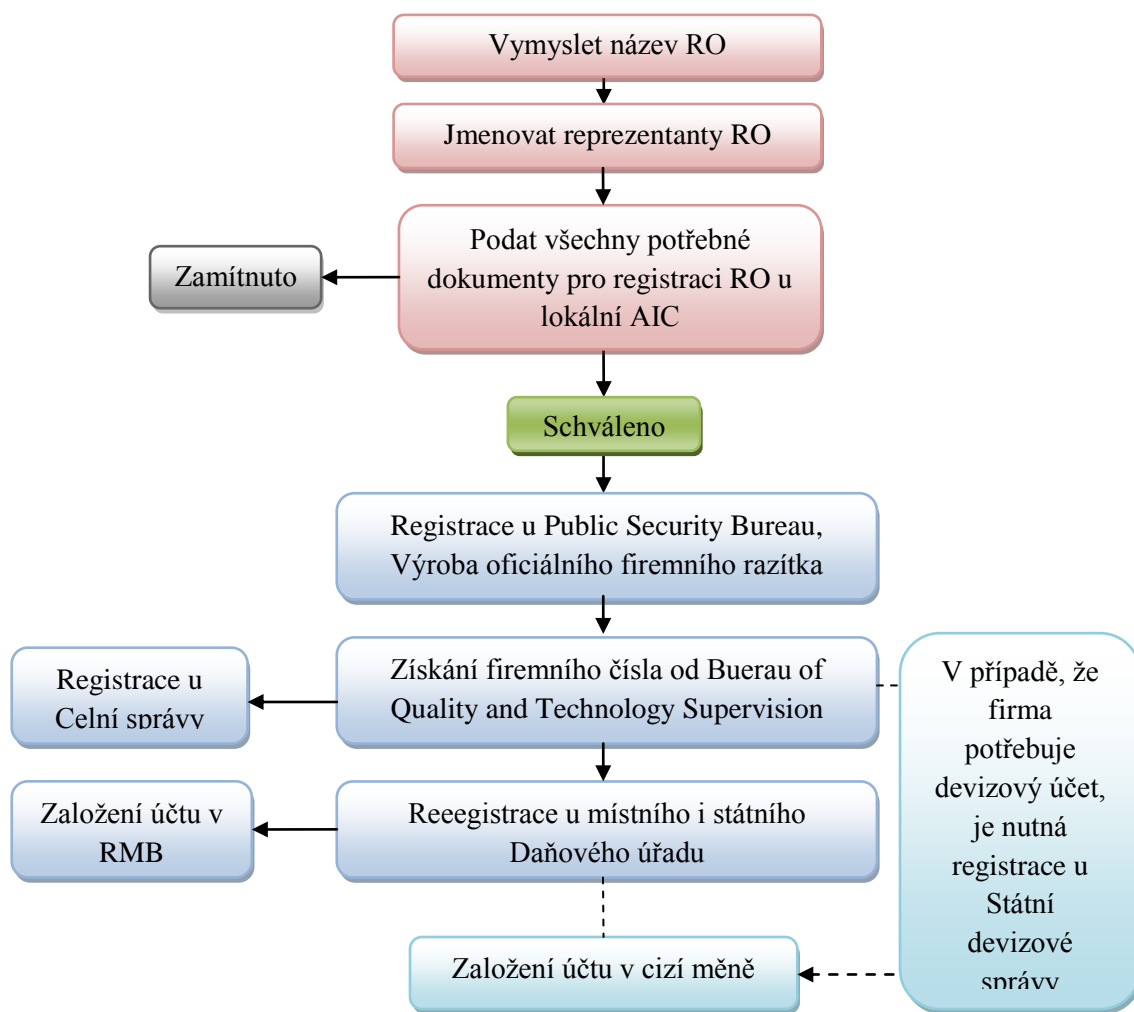 Vymyslet název RO
Jmenovat reprezentanty RO
Podat všechny potřebné
dokumenty pro registraci RO u
lokální AIC
Zamítnuto
Schváleno
Registrace u Public Security Bureau,
Výroba oficiálního firemního razítka
Získání firemního čísla od Buerau of
Quality and Technology Supervision
Registrace u
Celní správy
V případě, že
firma
potřebuje
devizový účet,
je nutná
registrace u
Státní
devizové
správy
Reeegistrace u místního i státního
Daňového úřadu
Založení účtu v
RMB
Založení účtu v cizí měně